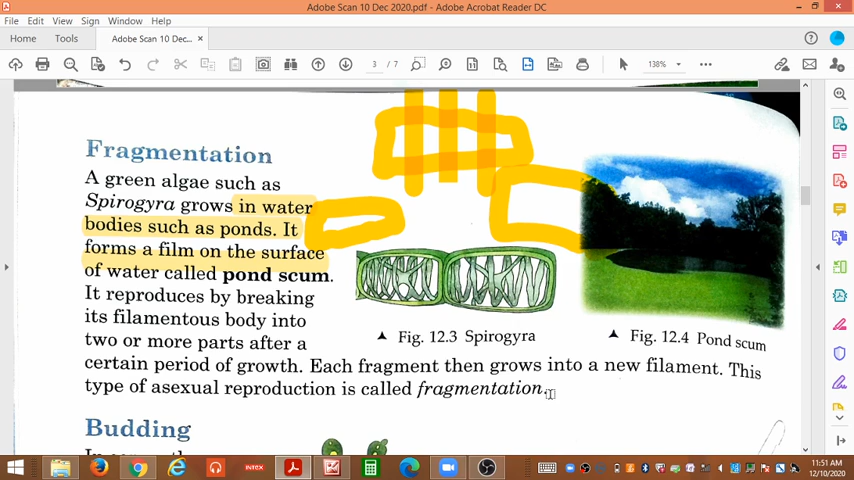 Adobe Scan 10 Dec 2020.pdf - Adobe Acrobat Reader DC
File Edit View Sign Window Help
Home Tools Adobe Scan 10 Dec... ×
3 / 7 138%
Fragmentation
A green algae such as
Spirogyra grows in water
bodies such as ponds. It
forms a film on the surface
of water called pond scum.
It reproduces by breaking
its filamentous body into
two or more parts after a
certain period of growth. Each fragment then grows into a new filament. This
type of asexual reproduction is called fragmentation.
▲ Fig. 12.3 Spirogyra
▲ Fig. 12.4 Pond scum
Budding
INTEX
11:51 AM
12/10/2020